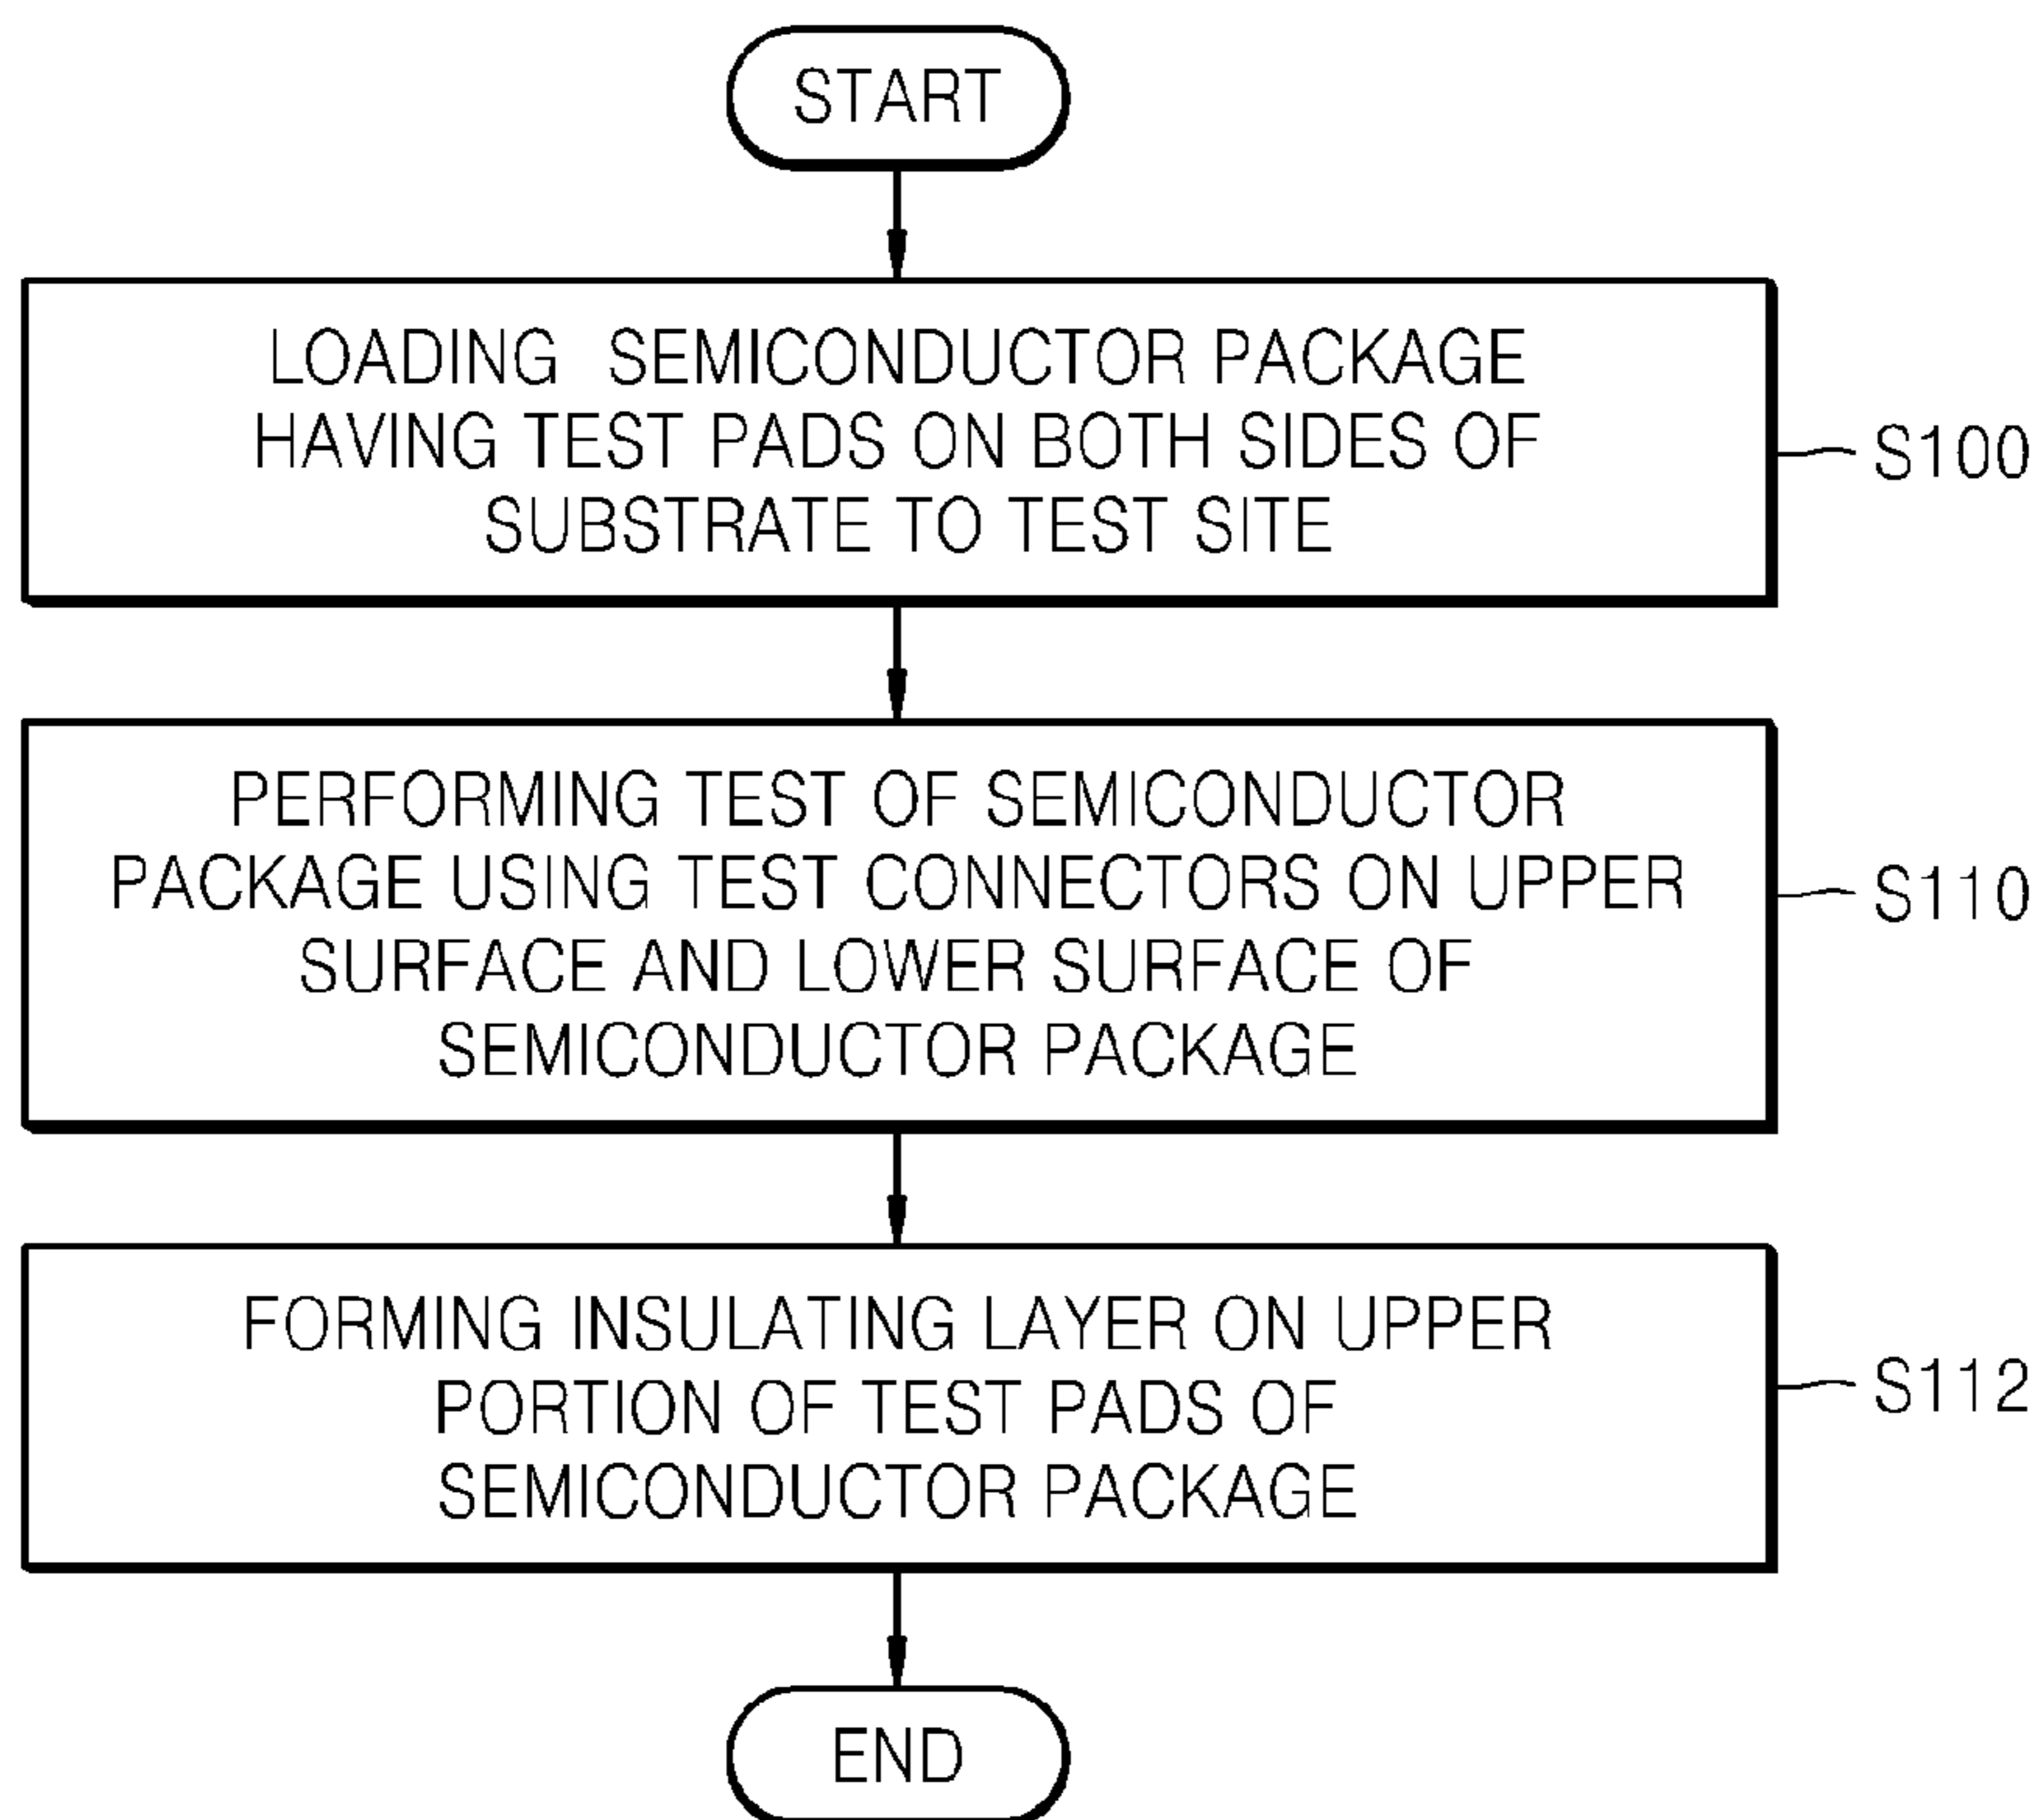 START
LOADING SEMICONDUCTOR PACKAGE
HAVING TEST PADS ON BOTH SIDES OF
SUBSTRATE TO TEST SITE
S100
PERFORMING TEST OF SEMICONDUCTOR
PACKAGE USING TEST CONNECTORS ON UPPER
SURFACE AND LOWER SURFACE OF
SEMICONDUCTOR PACKAGE
S110
FORMING INSULATING LAYER ON UPPER
PORTION OF TEST PADS OF
SEMICONDUCTOR PACKAGE
S112
END